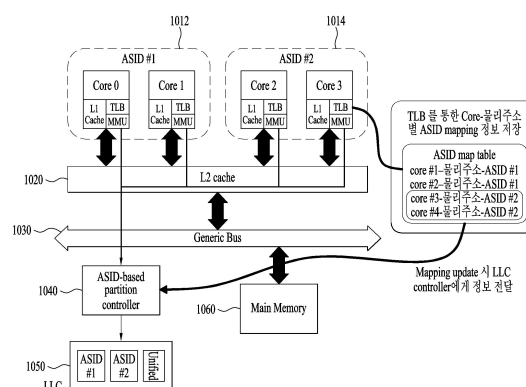 1012
1014
ASID #1
ASID #2
Core 0
Core 1
Core 2
Core 3
L1 Cache
TLB
MMU
L1 Cache
TLB
MMU
L1 Cache
TLB
MMU
L1 Cache
TLB
MMU
TLB 를 통한 Core-물리주소
별 ASID mapping 정보 저장
ASID map table
core #1-물리주소-ASID #1
core #2-물리주소-ASID #1
core #3-물리주소-ASID #2
core #4-물리주소-ASID #2
1020
L2 cache
1030
Generic Bus
Mapping update 시 LLC
controller에게 정보 전달
1040
ASID-based
partition
controller
1060
Main Memory
1050
ASID #1
ASID #2
Unified
LLC